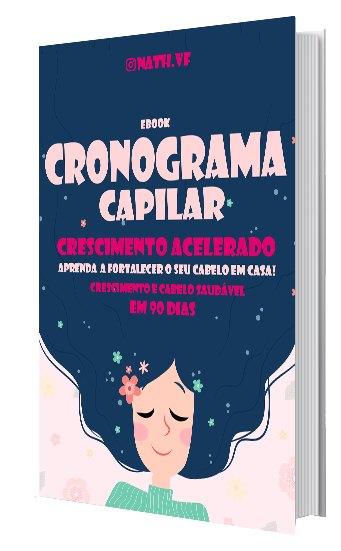 @NATH.VF
EBOOK
CRONOGRAMA
CAPILAR
CRESCIMENTO ACELERADO
APRENDA A FORTALECER O SEU CABELO EM CASA!
CRESCIMENTO E CABELO SAUDÁVEL
EM 90 DIAS